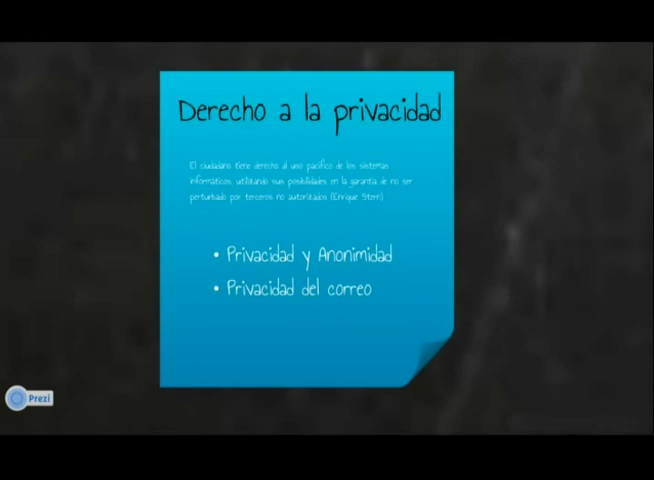 Derecho a la privacidad
El ciudadano tiene derecho al uso pacífico de los sistemas
informáticos, utilizando sus posibilidades en la garantía de no ser
perturbado por terceros no autorizados (Enrique Stern)
• Privacidad y Anonimidad
• Privacidad del correo
Prezi